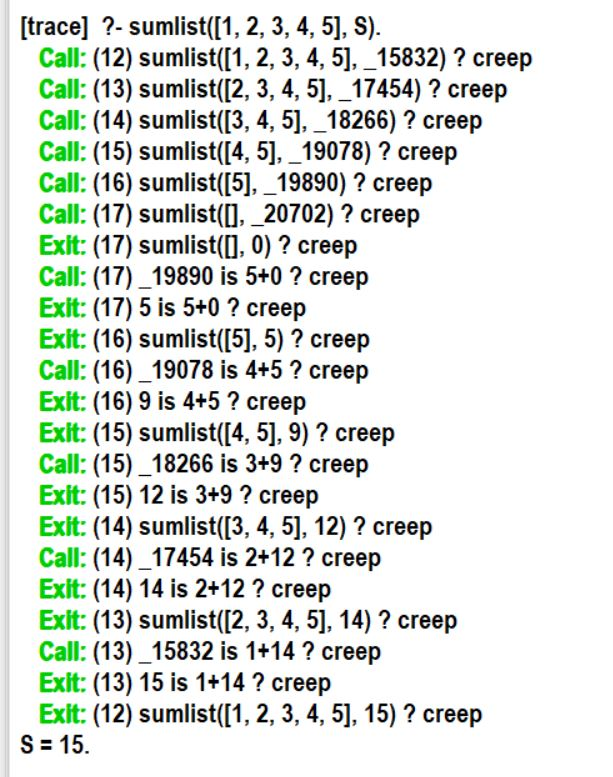 [trace]  ?- sumlist([1, 2, 3, 4, 5], S).
Call: (12) sumlist([1, 2, 3, 4, 5], _15832) ? creep
Call: (13) sumlist([2, 3, 4, 5], _17454) ? creep
Call: (14) sumlist([3, 4, 5], _18266) ? creep
Call: (15) sumlist([4, 5], _19078) ? creep
Call: (16) sumlist([5], _19890) ? creep
Call: (17) sumlist([], _20702) ? creep
Exit: (17) sumlist([], 0) ? creep
Call: (17) _19890 is 5+0 ? creep
Exit: (17) 5 is 5+0 ? creep
Exit: (16) sumlist([5], 5) ? creep
Call: (16) _19078 is 4+5 ? creep
Exit: (16) 9 is 4+5 ? creep
Exit: (15) sumlist([4, 5], 9) ? creep
Call: (15) _18266 is 3+9 ? creep
Exit: (15) 12 is 3+9 ? creep
Exit: (14) sumlist([3, 4, 5], 12) ? creep
Call: (14) _17454 is 2+12 ? creep
Exit: (14) 14 is 2+12 ? creep
Exit: (13) sumlist([2, 3, 4, 5], 14) ? creep
Call: (13) _15832 is 1+14 ? creep
Exit: (13) 15 is 1+14 ? creep
Exit: (12) sumlist([1, 2, 3, 4, 5], 15) ? creep
S = 15.